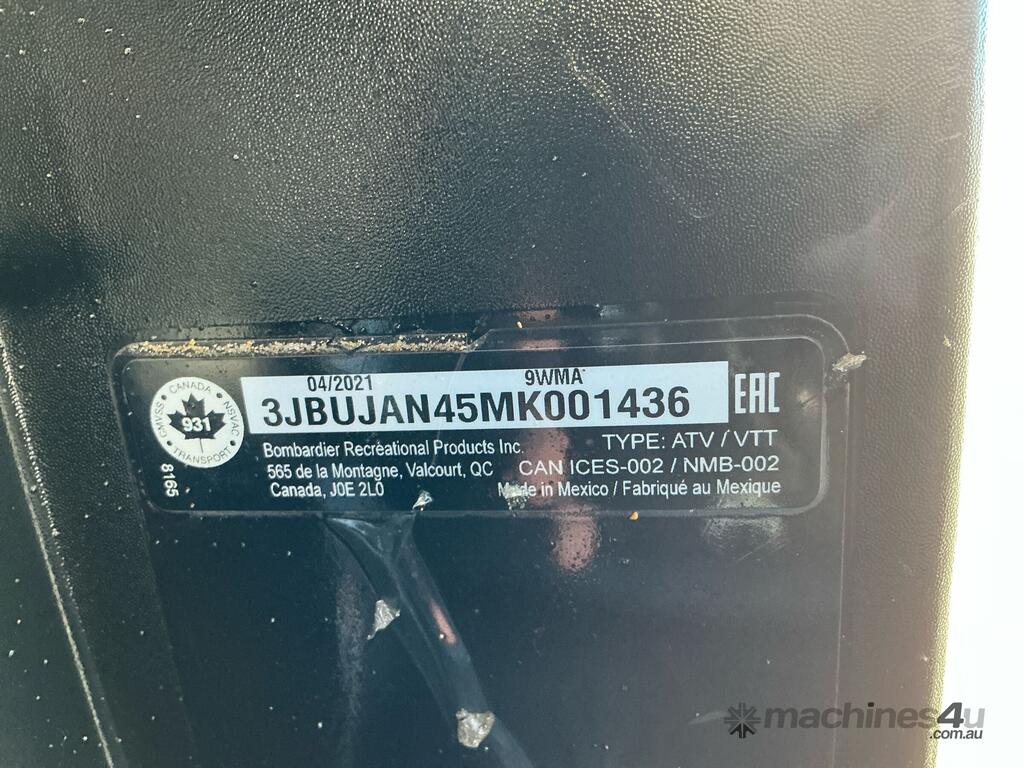 04/2021 9WMA
3JBUJAN45MK001436
EAC
CANADA
CMVSS
NSVAC
931
TRANSPORT
8165
Bombardier Recreational Products Inc.
565 de la Montagne, Valcourt, QC
Canada, J0E 2L0
TYPE: ATV / VTT
CAN ICES-002 / NMB-002
Made in Mexico / Fabriqué au Mexique
machines4u
.com.au